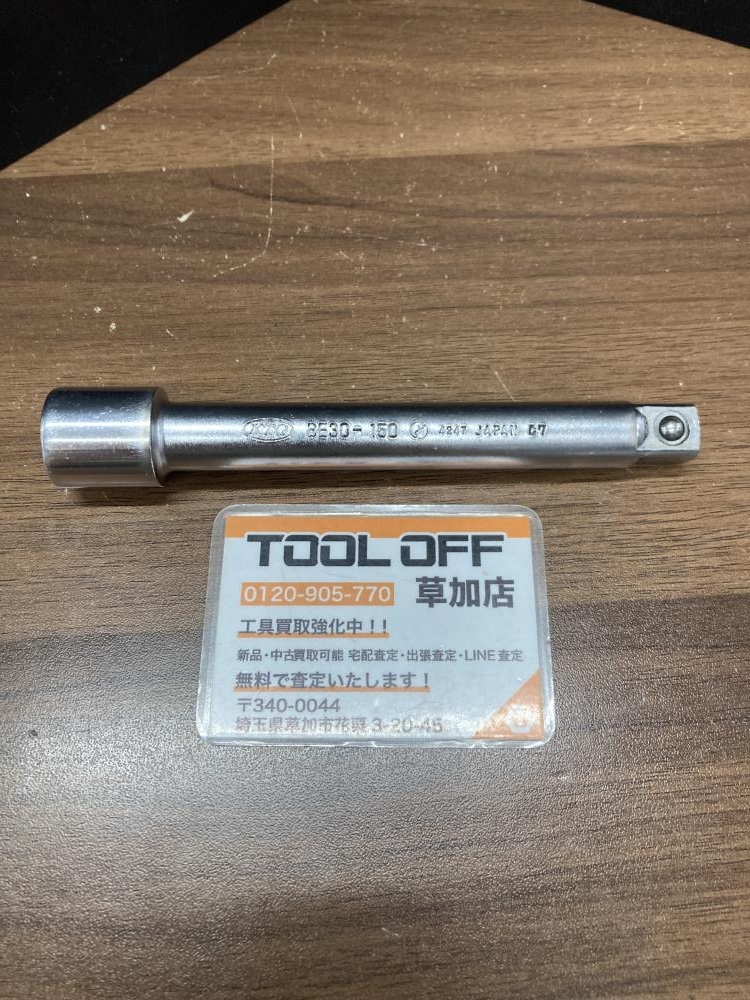 KTC BE30-150 4247 JAPAN 07
TOOL OFF
0120-905-770 草加店
工具買取強化中!!
新品・中古買取可能 宅配査定・出張査定・LINE査定
無料で査定いたします!
〒340-0044
埼玉県草加市花栗 3-20-45